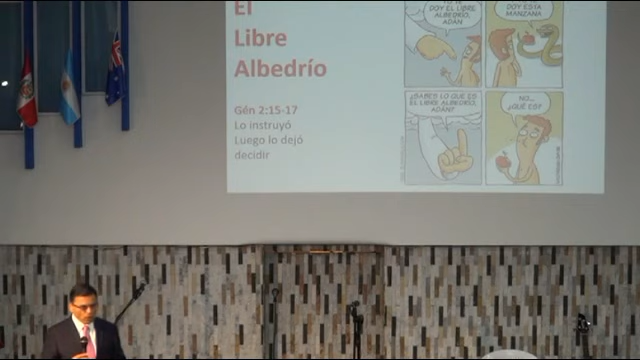 El
Libre
Albedrío
Gén 2:15-17
Lo instruyó
Luego lo dejó
decidir
DOY EL LIBRE
ALBEDRÍO,
ADÁN
DOY ESTA
MANZANA
¿SABES LO QUE ES
EL LIBRE ALBEDRÍO,
ADÁN?
NO...
¿QUÉ ES?